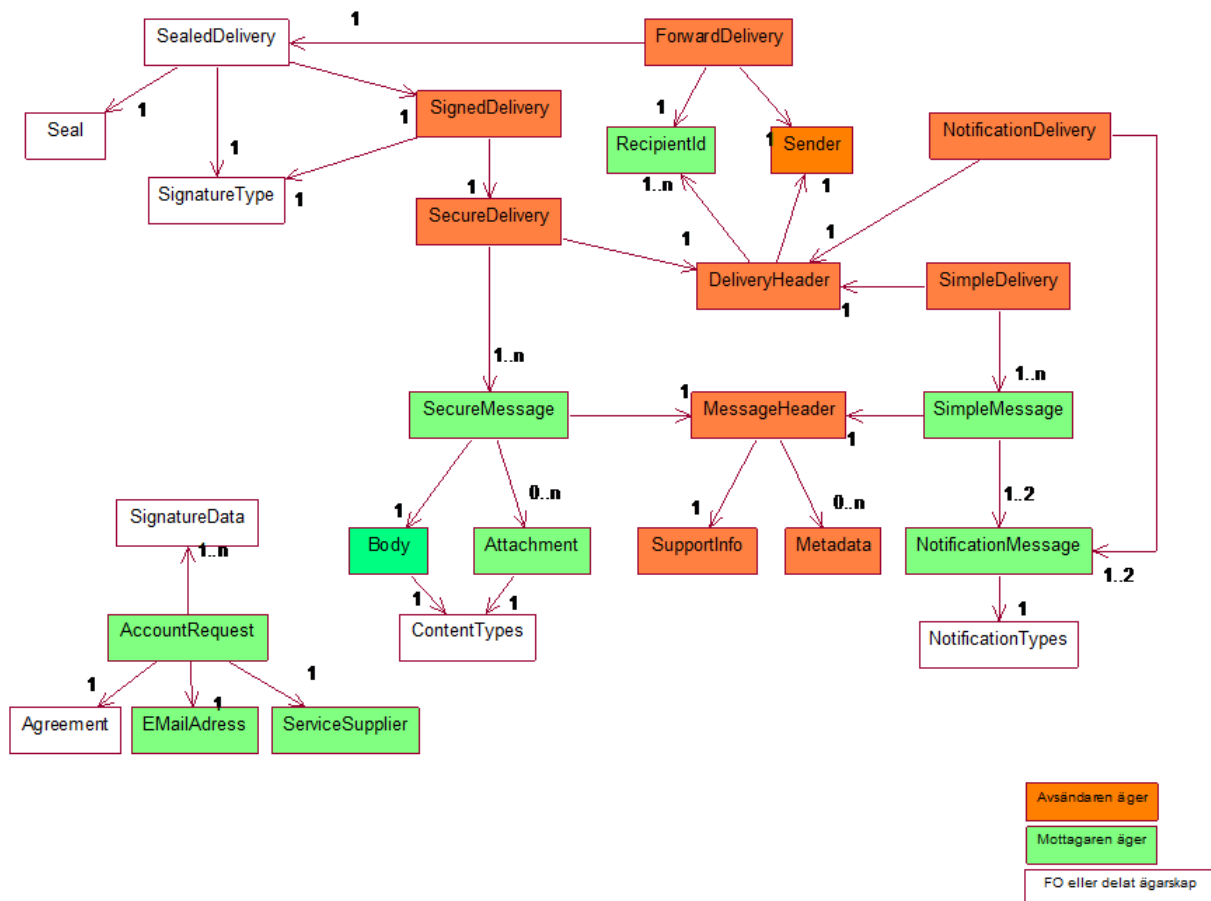 1
SealedDelivery
ForwardDelivery
1
Seal
SignedDelivery
1
1
1
1
NotificationDelivery
RecipientId
Sender
1
SignatureType
1
1..n
1
1
SecureDelivery
1
1
DeliveryHeader
SimpleDelivery
1
1..n
1..n
SecureMessage
1
MessageHeader
1
SimpleMessage
1
0..n
1
0..n
1..2
SignatureData
1..n
Body
Attachment
SupportInfo
Metadata
NotificationMessage
1..2
1
1
1
AccountRequest
ContentTypes
NotificationTypes
1
1
1
Agreement
EMailAdress
ServiceSupplier
Avsändaren äger
Mottagaren äger
FO eller delat ägarskap